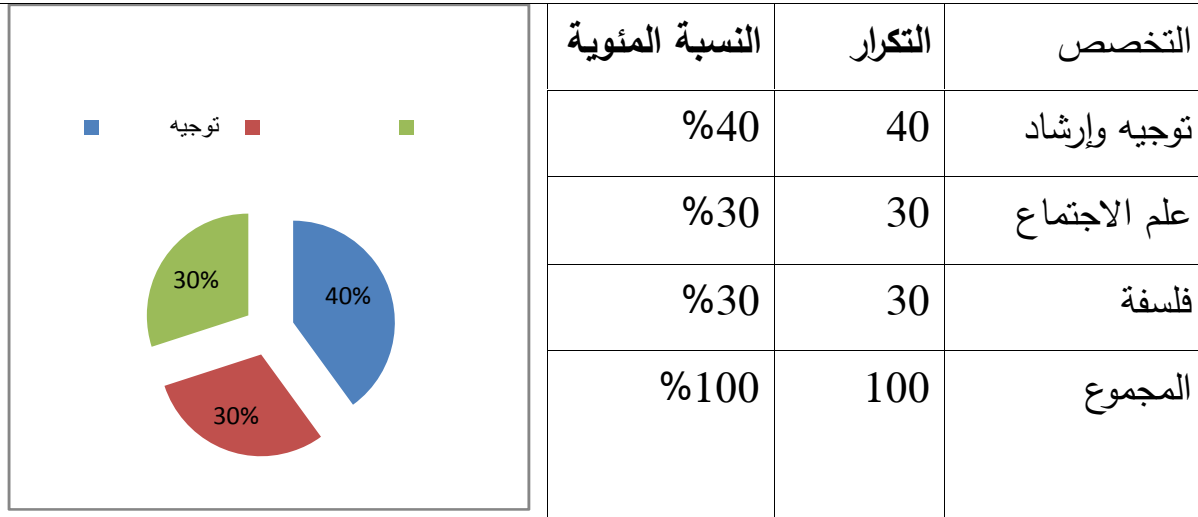 التخصص التكرار النسبة المئوية
توجيه وإرشاد 40 %40
علم الاجتماع 30 %30
فلسفة 30 %30
المجموع 100 %100
توجيه
30%
40%
30%